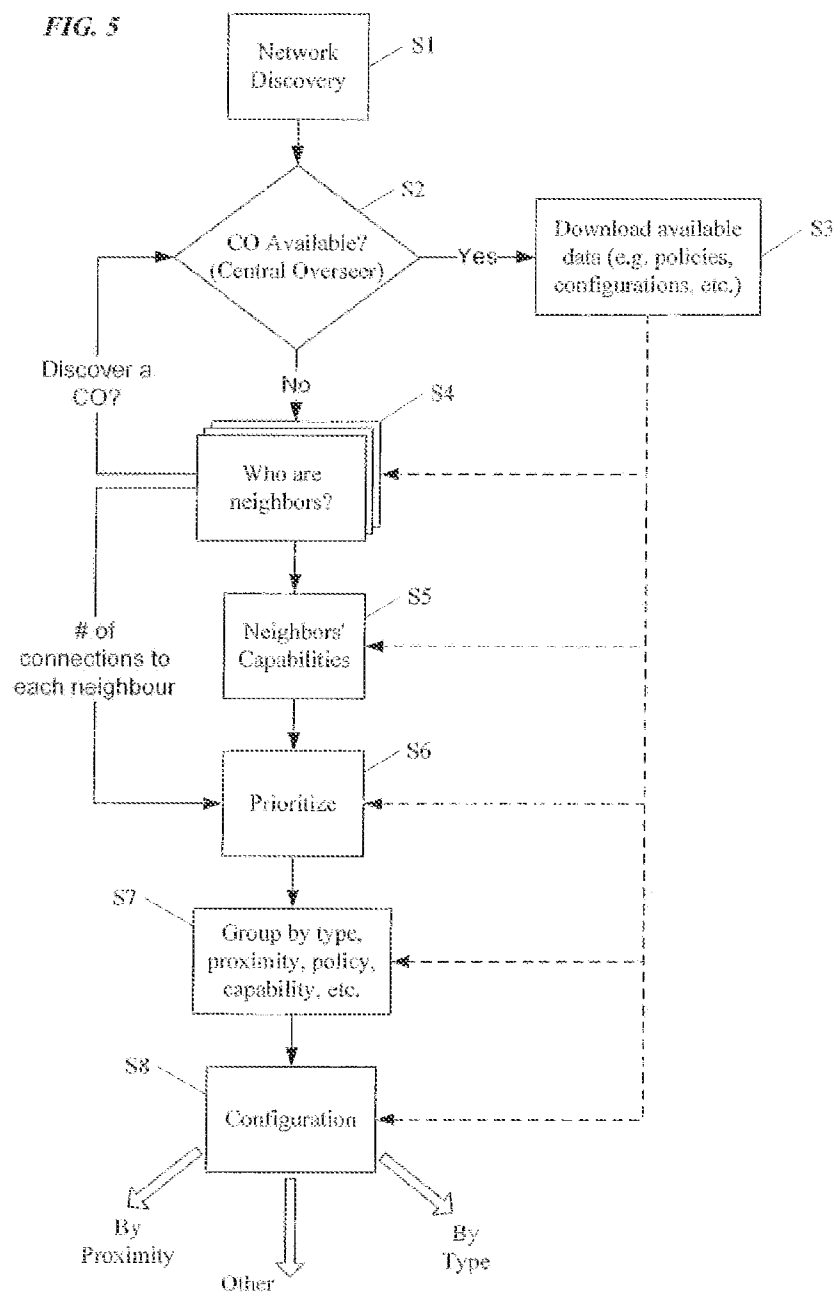 FIG. 5
Network
Discovery
S1
S2
CO Available?
(Central Overseer)
Yes
Download available
data (e.g. policies,
configurations, etc.)
S3
Discover a
CO?
No
S4
Who are
neighbors?
S5
Neighbors'
Capabilities
# of
connections to
each neighbour
S6
Prioritize
S7
Group by type,
proximity, policy,
capability, etc.
S8
Configuration
By
Proximity
Other
By
Type